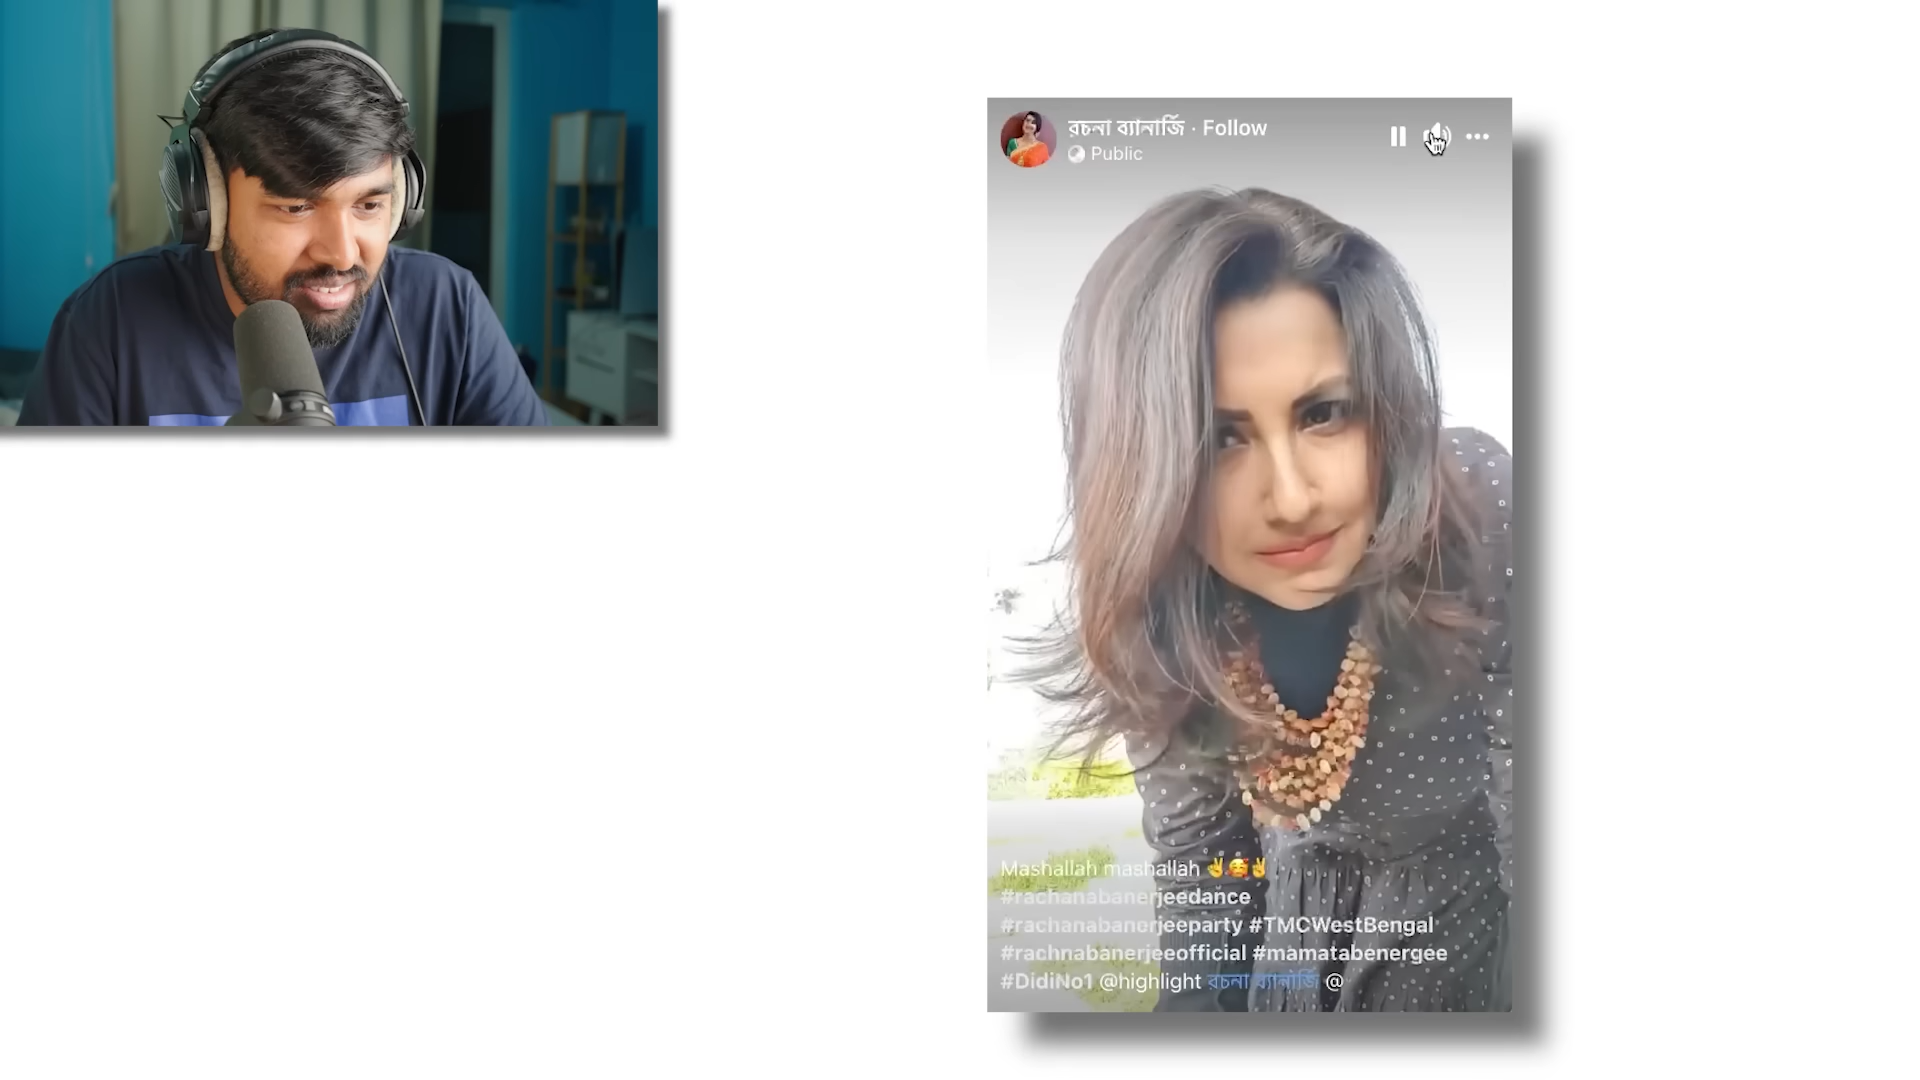 রচনা ব্যানার্জি · Follow
Public
Mashallah mashallah ✌️🥰✌️
#rachanabanerjeedance
#rachanabanerjeeparty #TMCWestBengal
#rachnabanerjeeofficial #mamatabenergee
#DidiNo1 @highlight রচনা ব্যানার্জি @